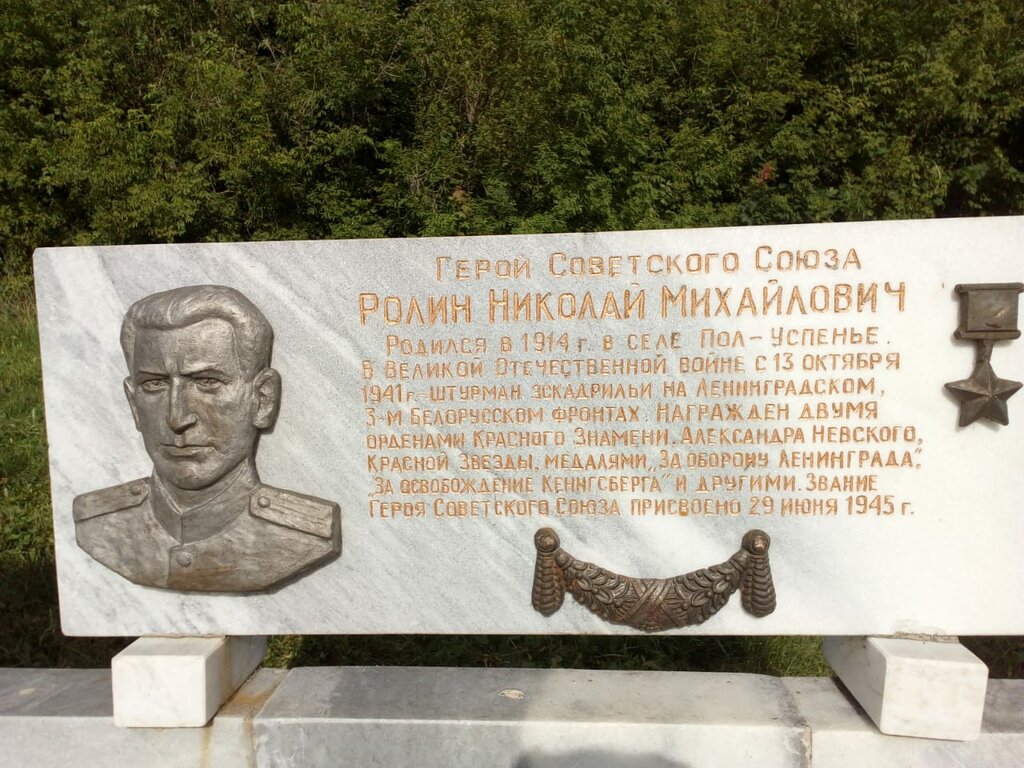 Герой Советского Союза
Ролин Николай Михайлович
Родился в 1914 г. в селе Пол-Успенье.
В Великой Отечественной войне с 13 октября
1941г.-штурман эскадрильи на Ленинградском,
3-м Белорусском фронтах. Награжден двумя
орденами Красного Знамени, Александра Невского,
Красной Звезды, медалями „За оборону Ленинграда",
„За освобождение Кенигсберга" и другими. Звание
Героя Советского Союза присвоено 29 июня 1945 г.